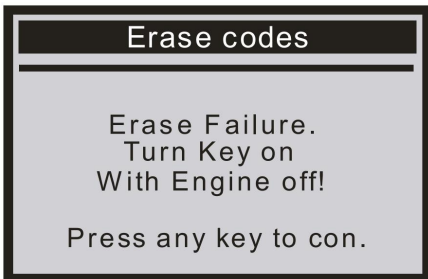 Erase codes
Erase Failure.
Turn Key on
With Engine off!
Press any key to con.